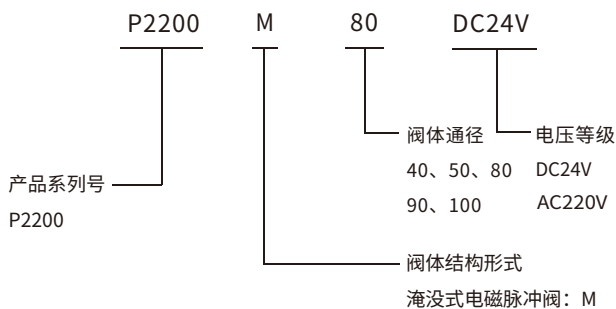 P2200 M 80 DC24V
阀体通径 电压等级
40、50、80 DC24V
产品系列号
90、100 AC220V
P2200
阀体结构形式
淹没式电磁脉冲阀：M